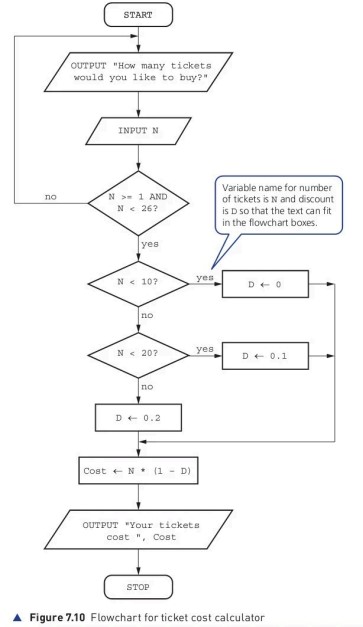 START
OUTPUT "How many tickets
would you like to buy?"
INPUT N
no
N >= 1 AND
N < 26?
Variable name for number
of tickets is N and discount
is D so that the text can fit
in the flowchart boxes.
yes
N < 10?
yes
D ← 0
no
N < 20?
yes
D ← 0.1
no
D ← 0.2
Cost ← N * (1 - D)
OUTPUT "Your tickets
cost ", Cost
STOP
▲ Figure 7.10 Flowchart for ticket cost calculator